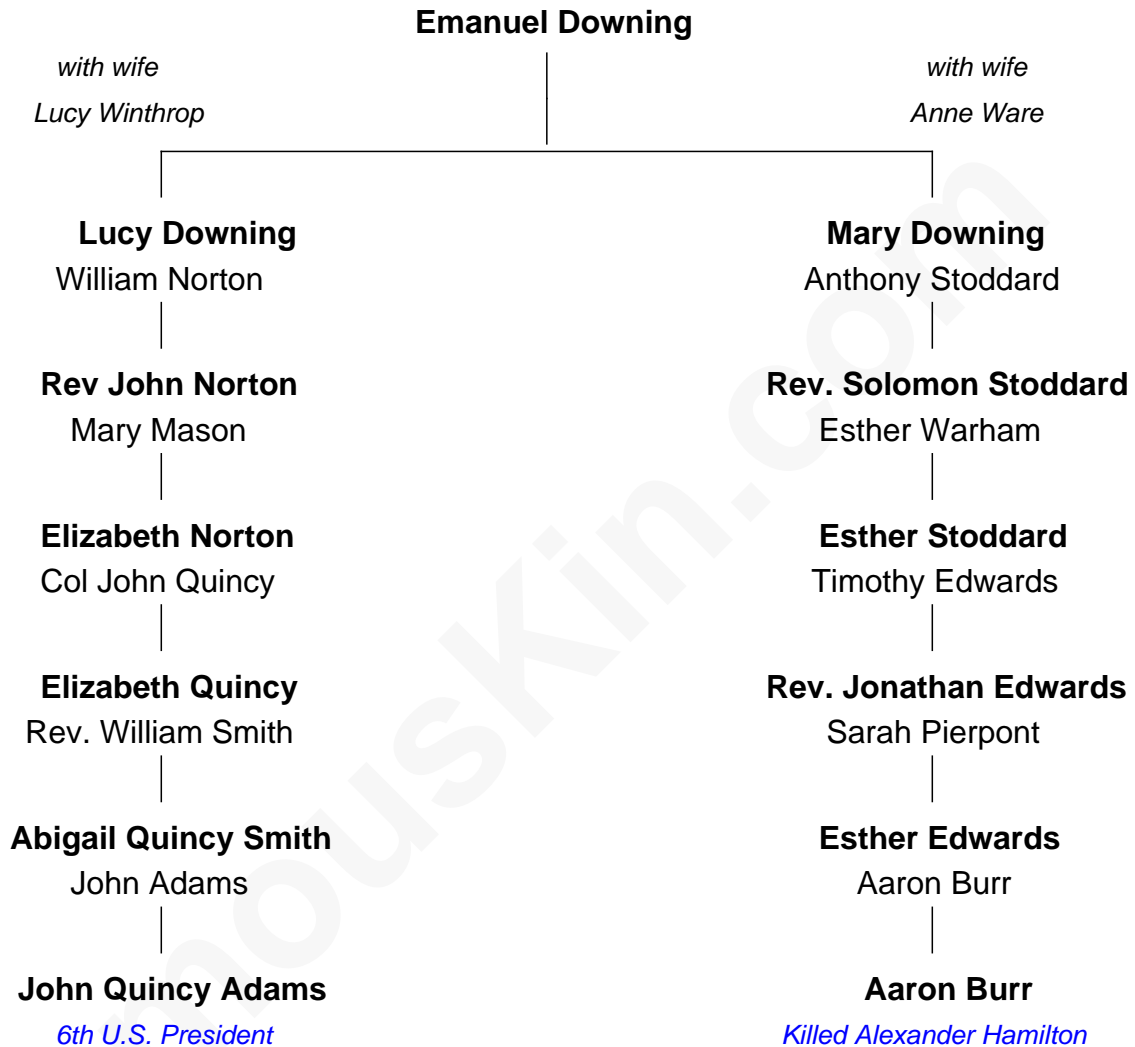 Emanuel Downing
with wife
Lucy Winthrop
with wife
Anne Ware
Lucy Downing
William Norton
Mary Downing
Anthony Stoddard
Rev John Norton
Mary Mason
Rev. Solomon Stoddard
Esther Warham
Elizabeth Norton
Col John Quincy
Esther Stoddard
Timothy Edwards
Elizabeth Quincy
Rev. William Smith
Rev. Jonathan Edwards
Sarah Pierpont
Abigail Quincy Smith
John Adams
Esther Edwards
Aaron Burr
John Quincy Adams
6th U.S. President
Aaron Burr
Killed Alexander Hamilton
mousKin.com